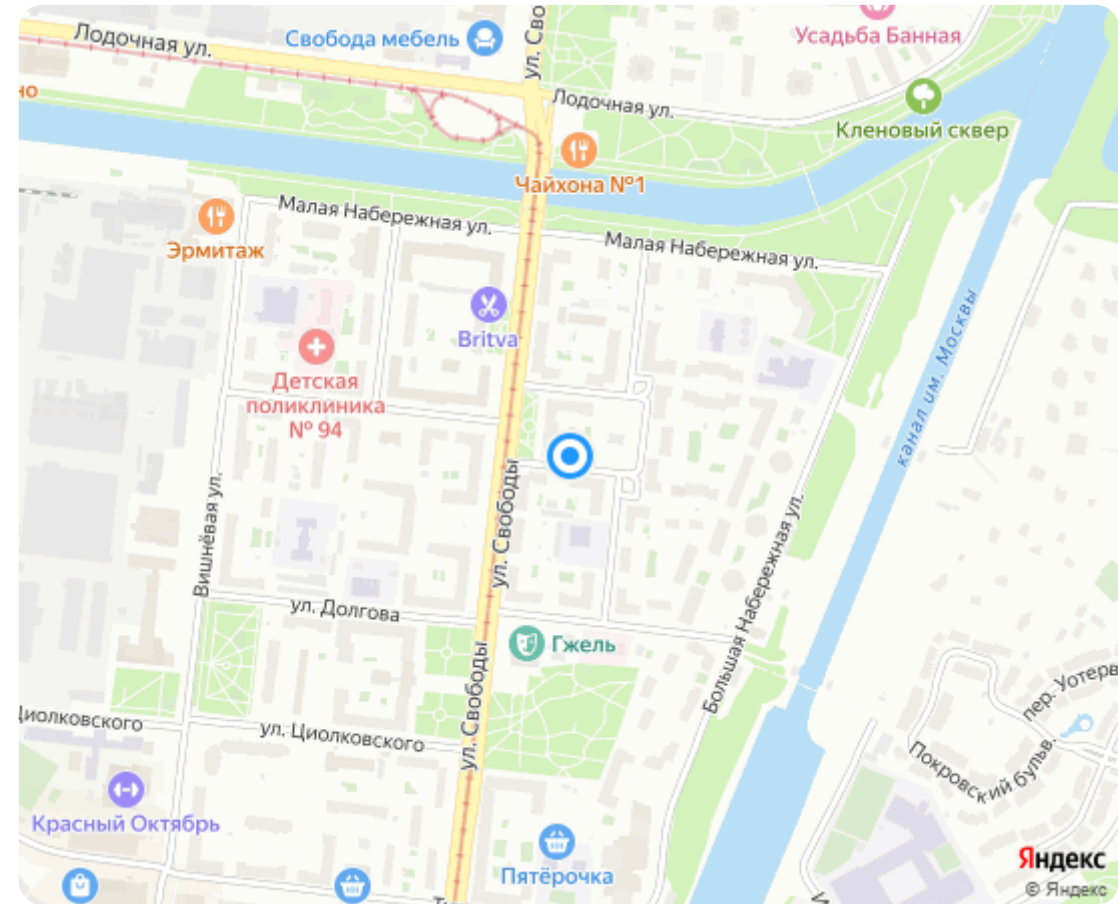 Лодочная ул.
Свобода мебель
ул. Сво
Усадьба Банная
но
Лодочная ул.
Кленовый сквер
Чайхона №1
Малая Набережная ул.
Эрмитаж
Малая Набережная ул.
Britva
канал им. Москвы
Детская
поликлиника
№ 94
Вишнёвая ул.
ул. Свободы
Большая Набережная ул.
ул. Долгова
Гжель
ул. Свободы
пер. Уотерв
Циолковского
ул. Циолковского
Покровский бульв.
Красный Октябрь
Пятёрочка
Яндекс
© Яндекс